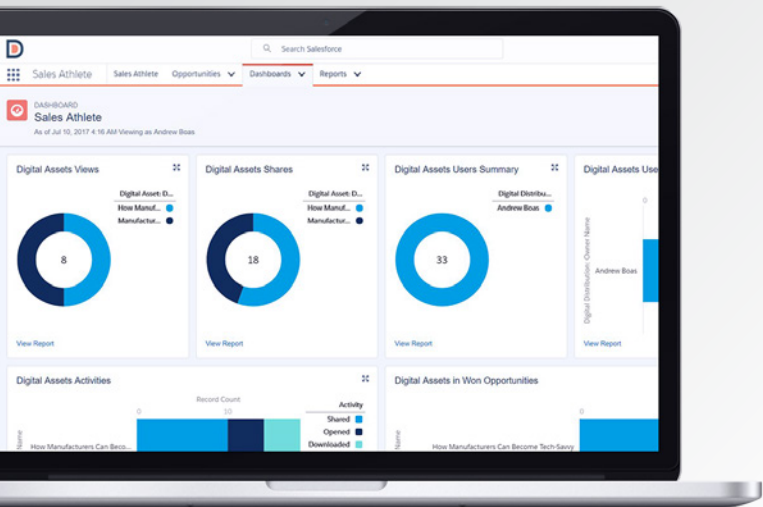 Search Salesforce
Sales Athlete
Sales Athlete
Opportunities
Dashboards
Reports
DASHBOARD
Sales Athlete
As of Jul 10, 2017 4:16 AM Viewing as Andrew Boas
Digital Assets Views
Digital Asset: D...
How Manuf...
Manufactur...
8
View Report
Digital Assets Shares
Digital Asset: D...
How Manuf...
Manufactur...
18
View Report
Digital Assets Users Summary
Digital Distribu...
Andrew Boas
33
View Report
Digital Assets Use
0
Digital Distribution: Owner Name
Andrew Boas
View Report
Digital Assets Activities
Record Count
0
10
Activity
Shared
Opened
Downloaded
Name
How Manufacturers Can Beco...
Digital Assets in Won Opportunities
0
Name
How Manufacturers Can Become Tech-Savvy